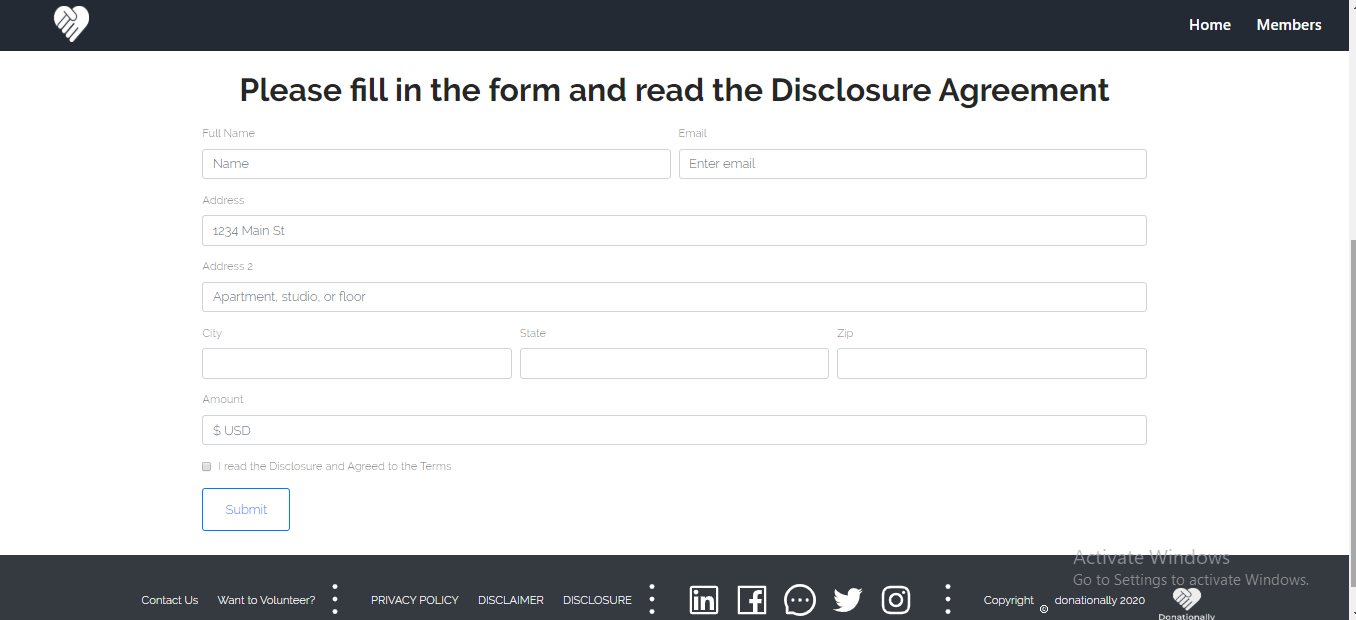 Home Members
Please fill in the form and read the Disclosure Agreement
Full Name Email
Name Enter email
Address
1234 Main St
Address 2
Apartment, studio, or floor
City State Zip
Amount
$ USD
I read the Disclosure and Agreed to the Terms
Submit
Activate Windows
Go to Settings to activate Windows.
Contact Us Want to Volunteer? PRIVACY POLICY DISCLAIMER DISCLOSURE in f Copyright © donationally 2020
Donationally